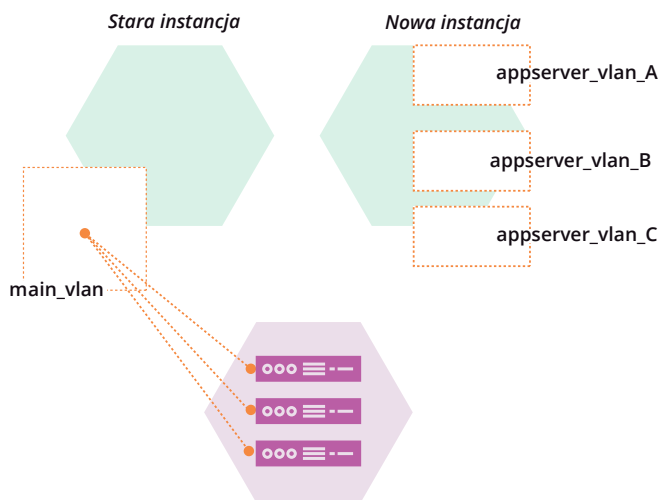 Stara instancja
Nowa instancja
appserver_vlan_A
appserver_vlan_B
appserver_vlan_C
main_vlan